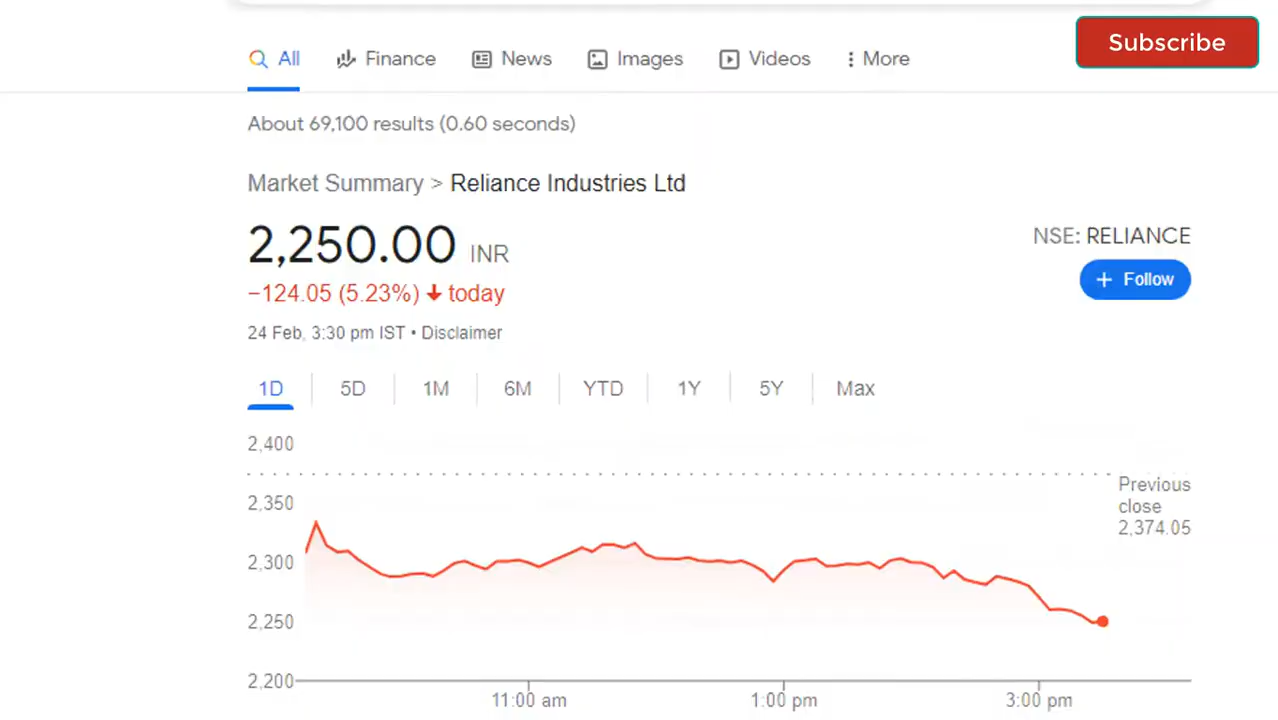 All Finance News Images Videos More
Subscribe
About 69,100 results (0.60 seconds)
Market Summary > Reliance Industries Ltd
2,250.00 INR
NSE: RELIANCE
−124.05 (5.23%) ↓ today
+ Follow
24 Feb, 3:30 pm IST • Disclaimer
1D 5D 1M 6M YTD 1Y 5Y Max
2,400
Previous
close
2,374.05
2,350
2,300
2,250
2,200
11:00 am 1:00 pm 3:00 pm